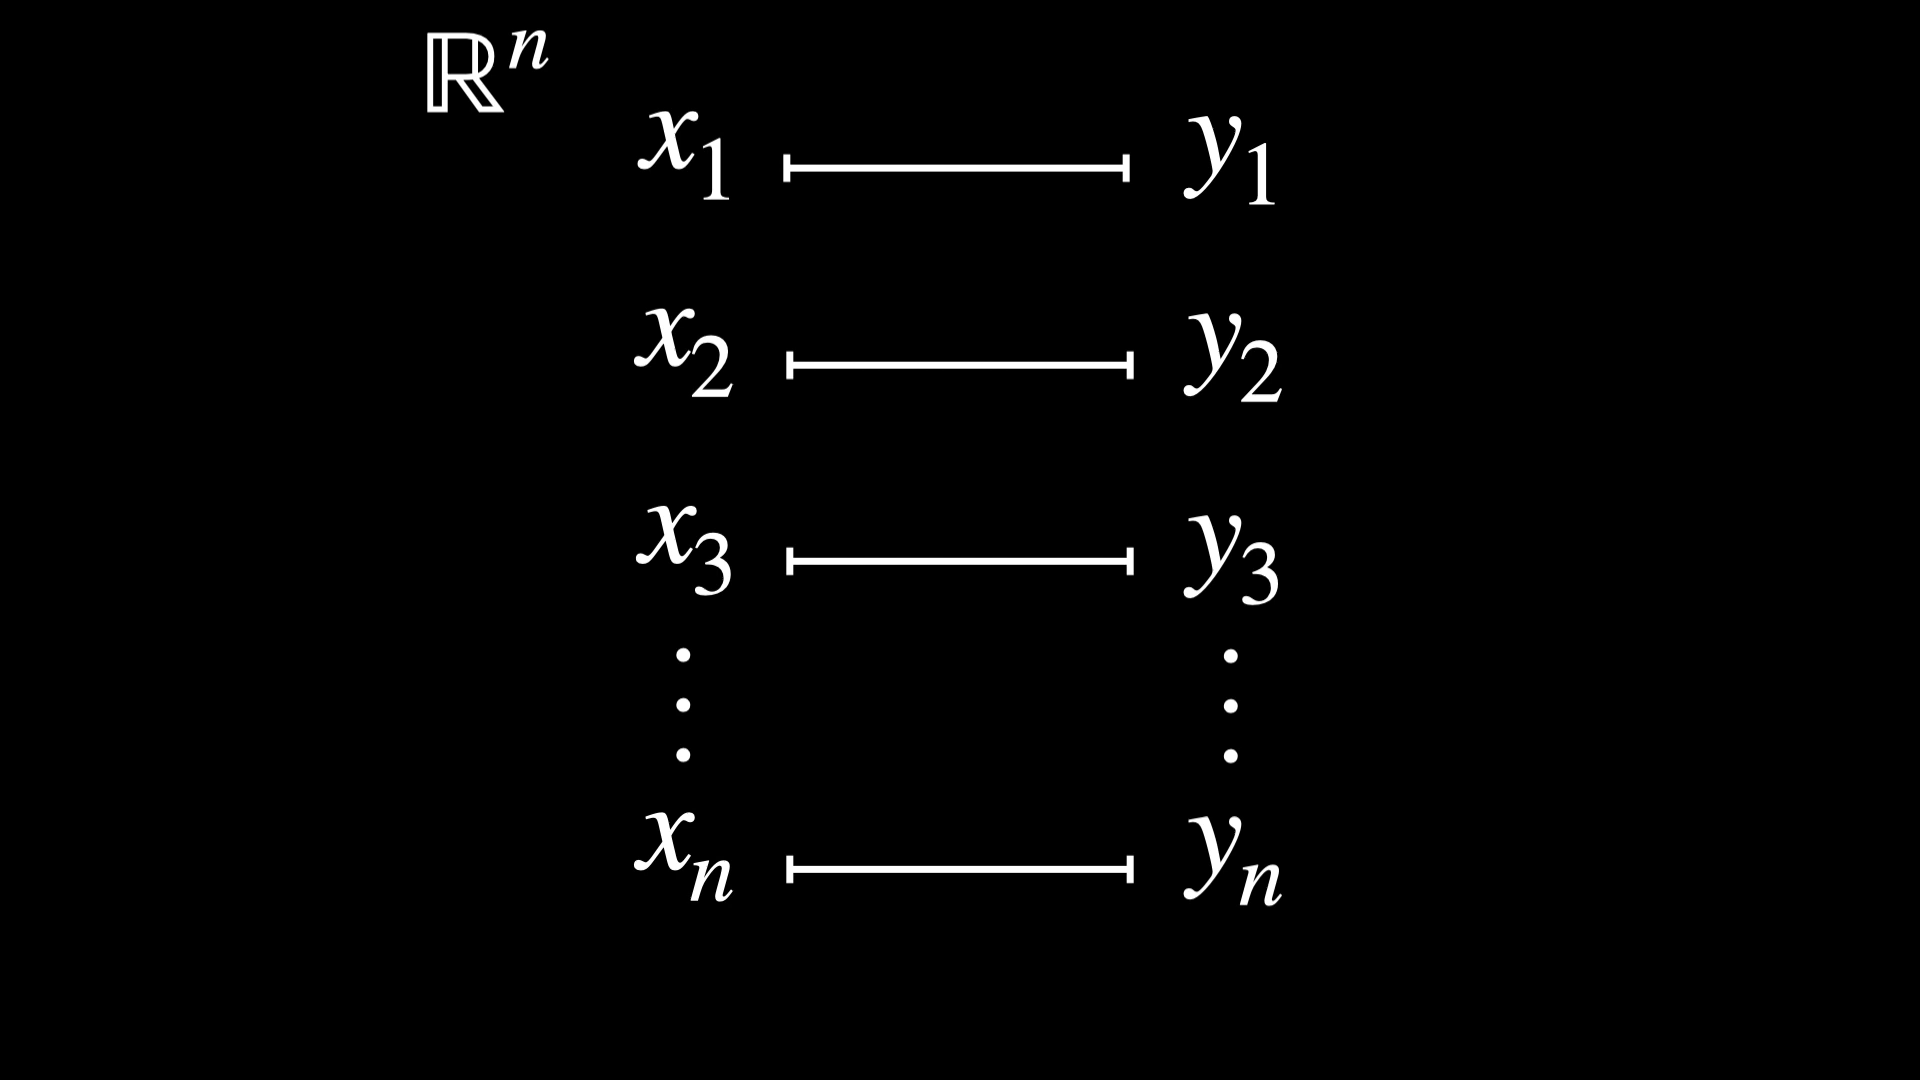 ℝⁿ
x₁ y₁
x₂ y₂
x₃ y₃
⋮ ⋮
xₙ yₙ